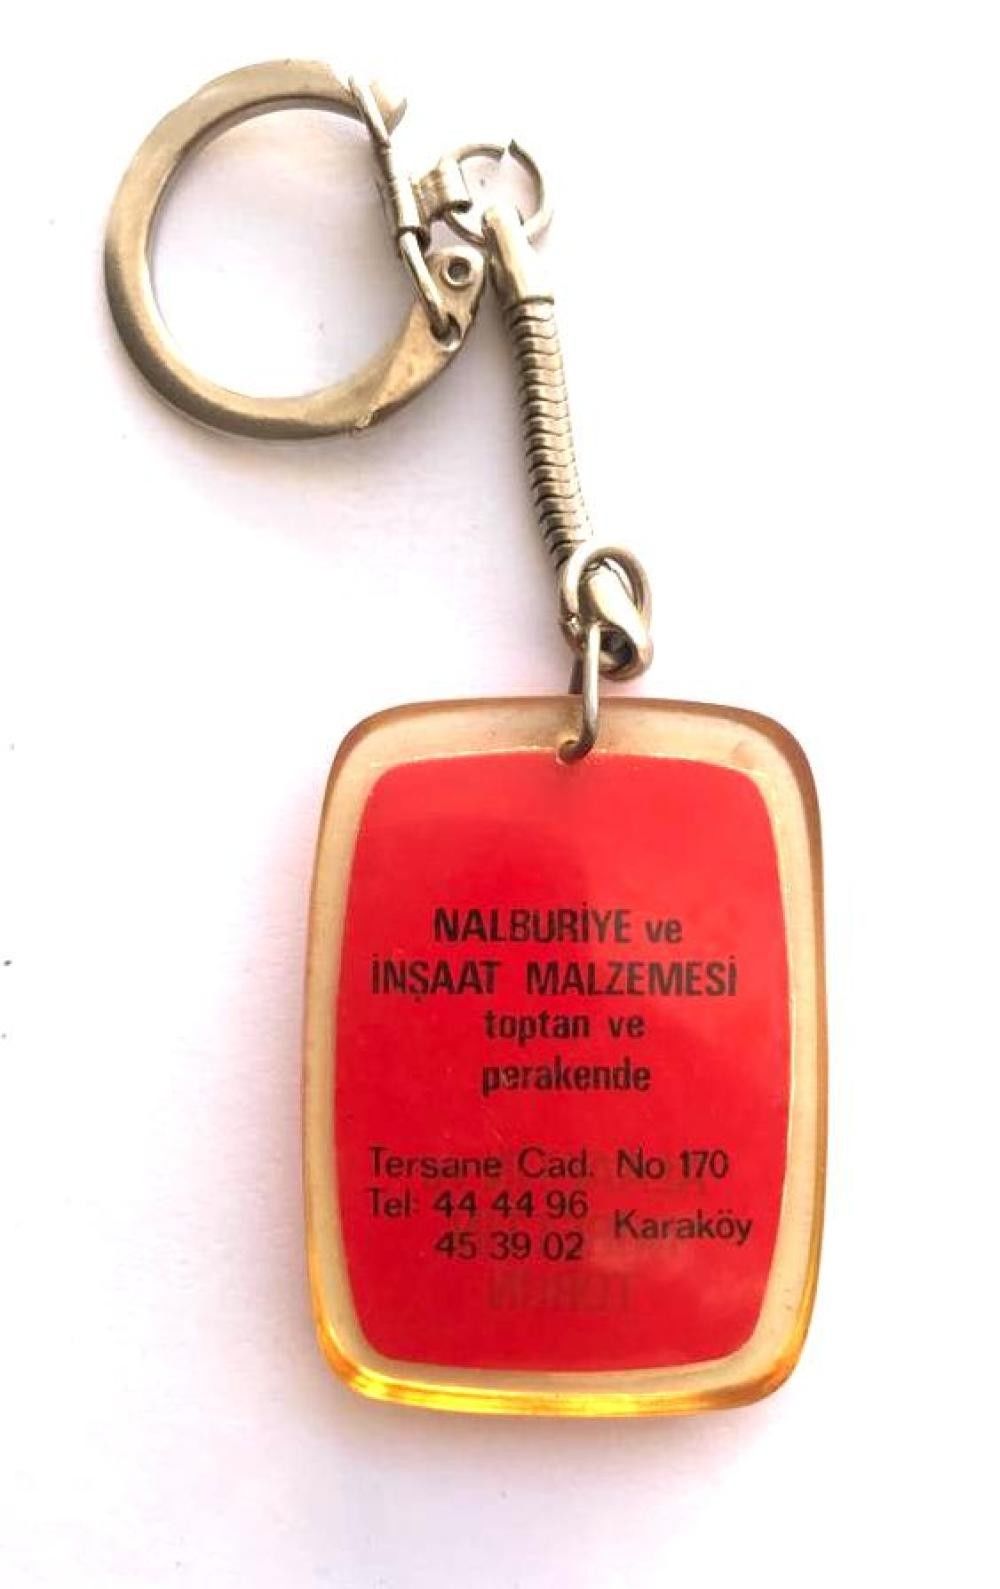 NALBURİYE ve
İNŞAAT MALZEMESİ
toptan ve
perakende
Tersane Cad. No 170
Tel: 44 44 96
45 39 02 Karaköy